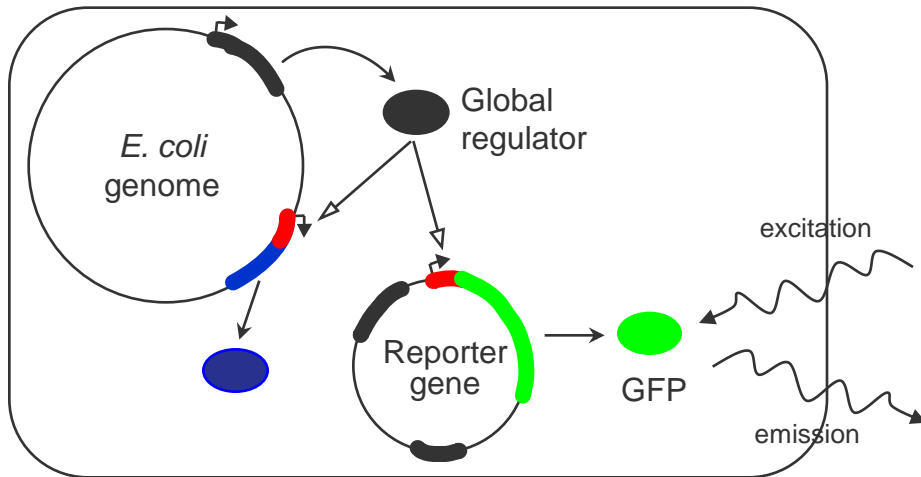 Global
regulator
E. coli
genome
excitation
Reporter
gene
GFP
emission